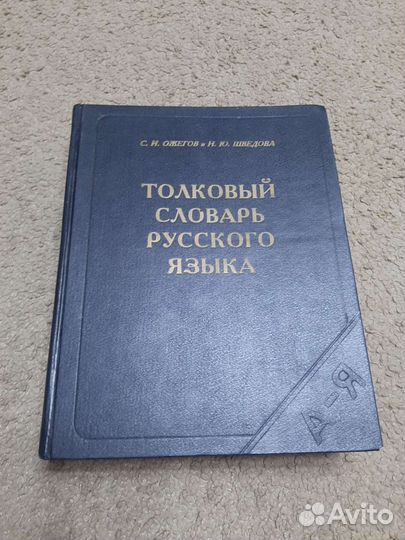 С. И. ОЖЕГОВ и Н. Ю. ШВЕДОВА
ТОЛКОВЫЙ
СЛОВАРЬ
РУССКОГО
ЯЗЫКА
А-Я
Avito